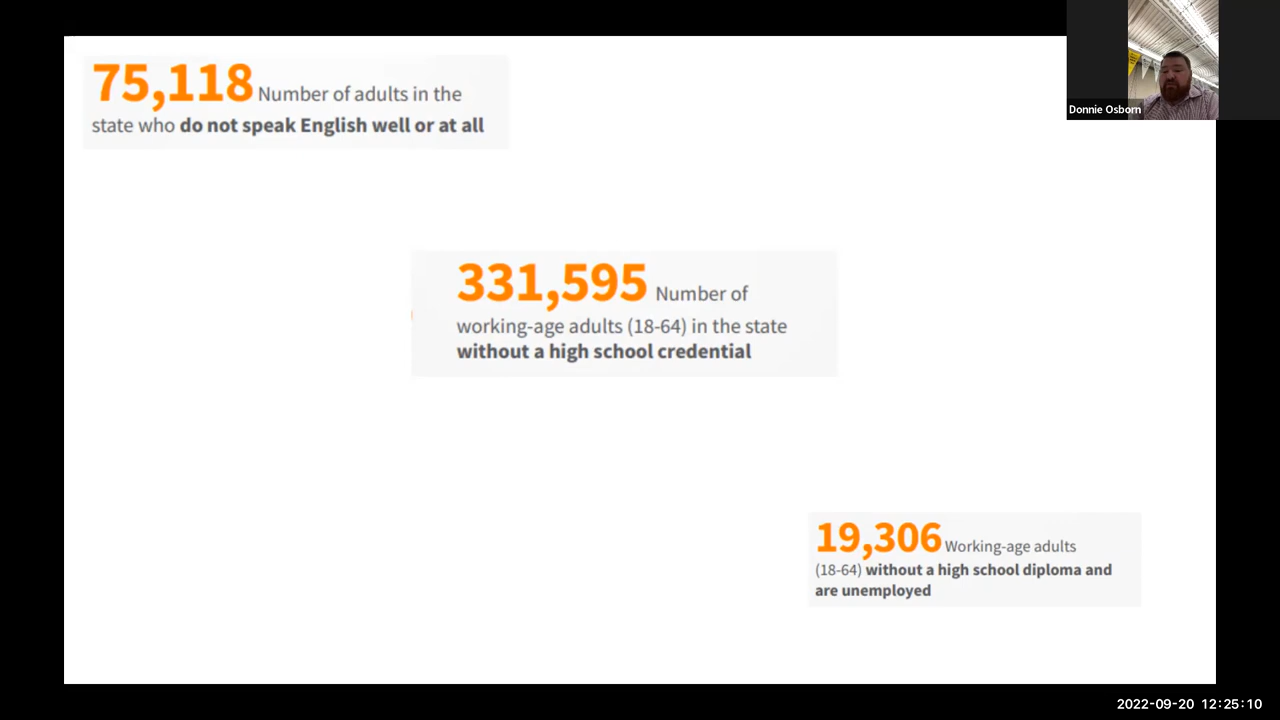 75,118 Number of adults in the
state who do not speak English well or at all
Donnie Osborn
331,595 Number of
working-age adults (18-64) in the state
without a high school credential
19,306 Working-age adults
(18-64) without a high school diploma and
are unemployed
2022-09-20 12:25:10